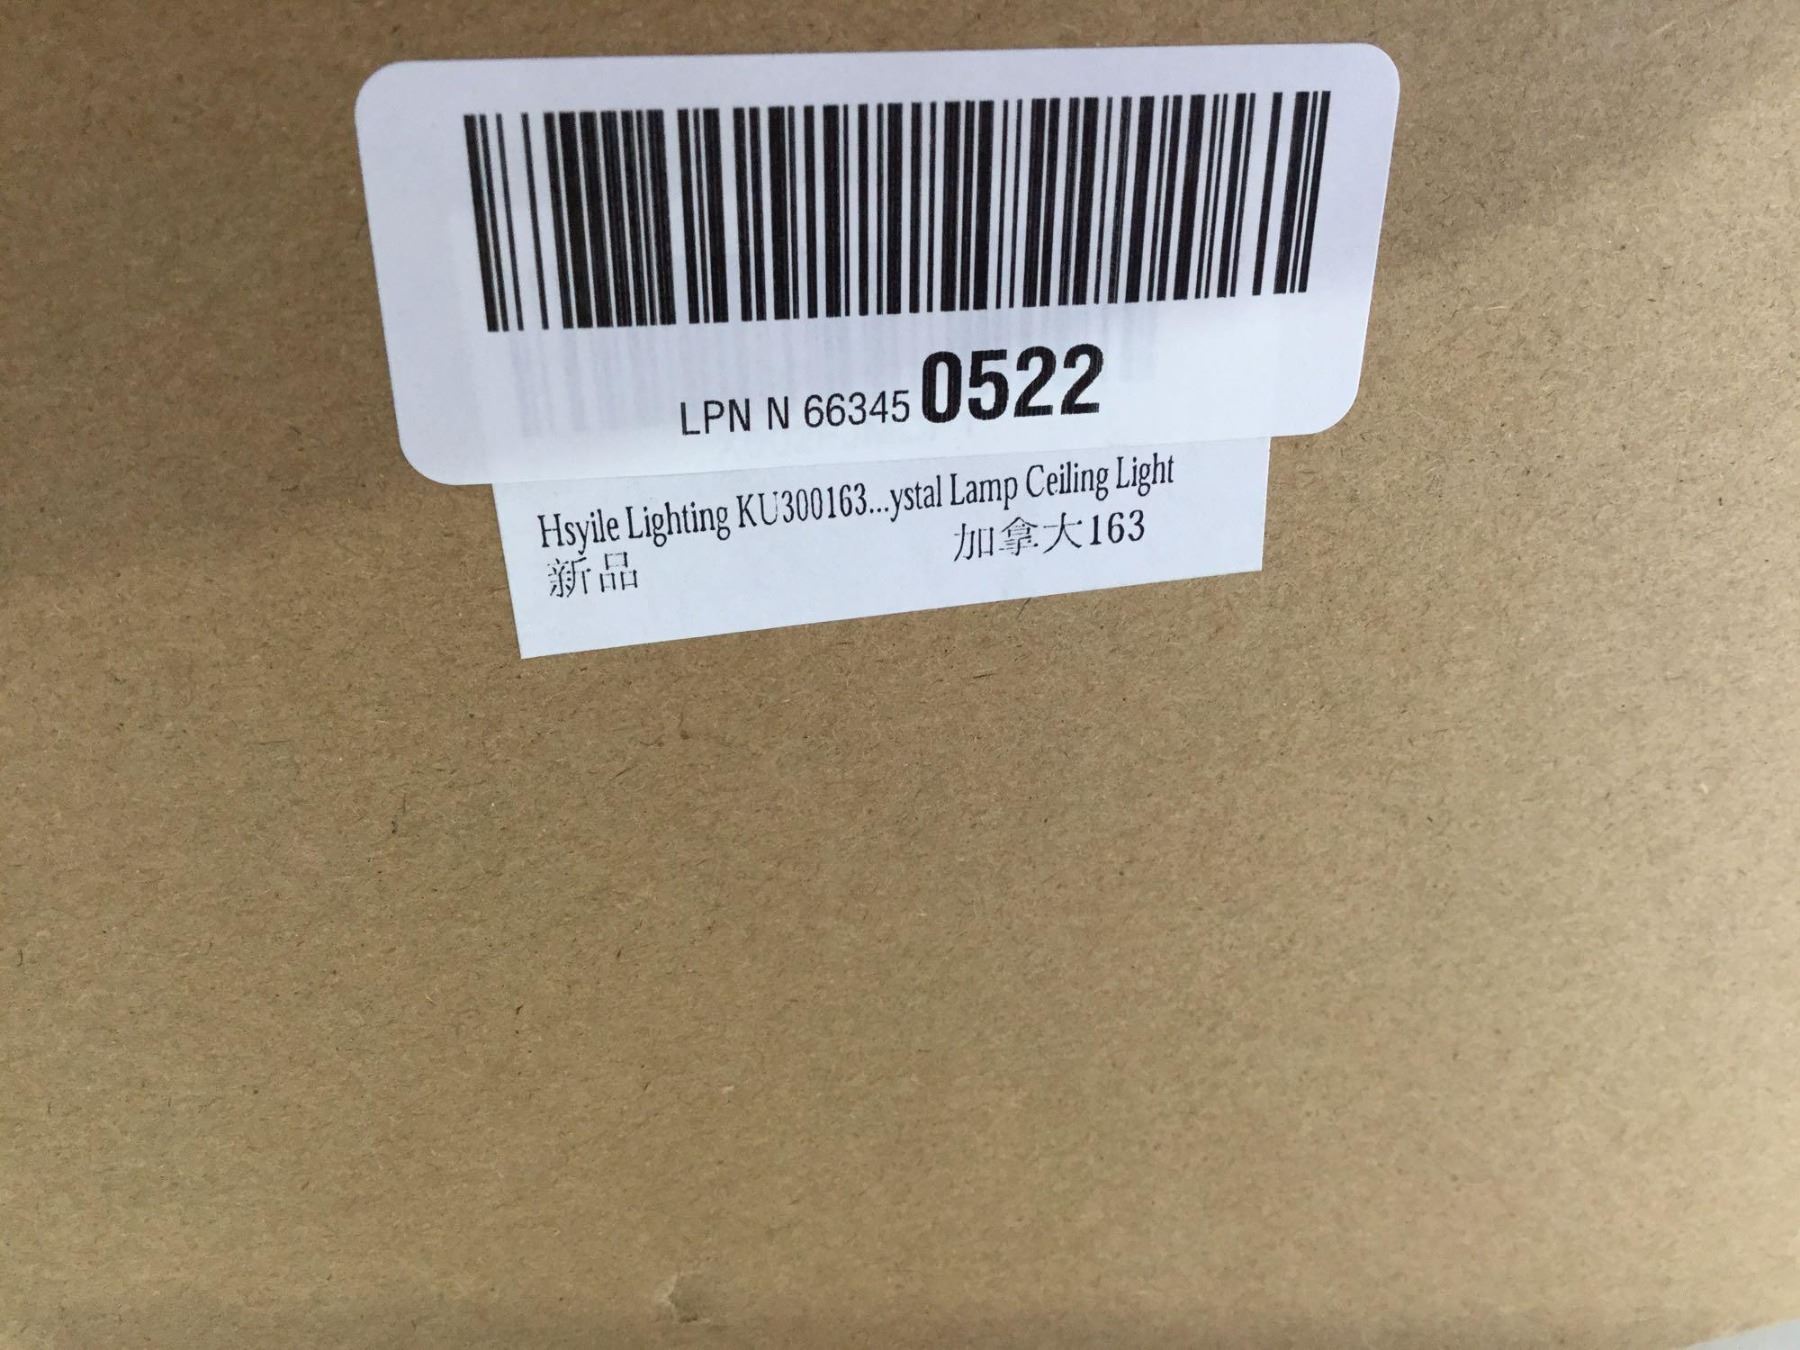 LPN N 66345 0522
Hsyile Lighting KU300163...ystal Lamp Ceiling Light
新品 加拿大163